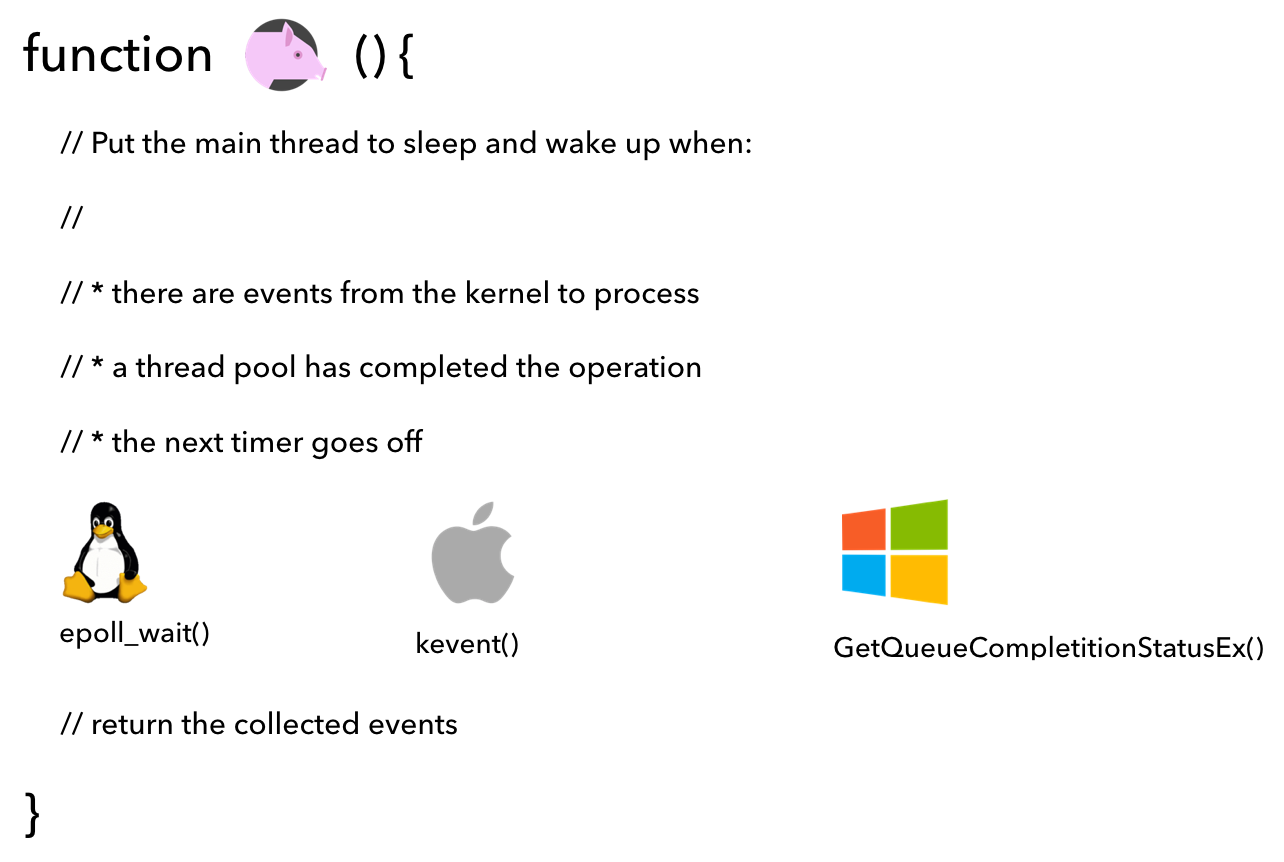 function () {
// Put the main thread to sleep and wake up when:
//
// * there are events from the kernel to process
// * a thread pool has completed the operation
// * the next timer goes off
epoll_wait()
kevent()
GetQueueCompletitionStatusEx()
// return the collected events
}